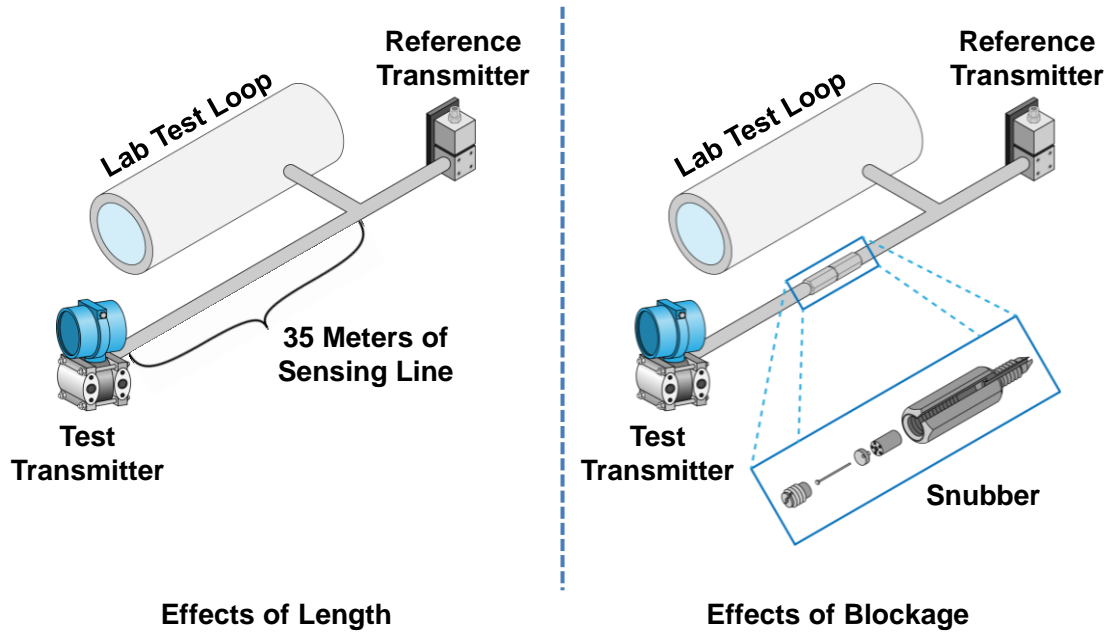 Reference
Transmitter
Lab Test Loop
35 Meters of
Sensing Line
Test
Transmitter
Effects of Length
Reference
Transmitter
Lab Test Loop
Test
Transmitter
Snubber
Effects of Blockage